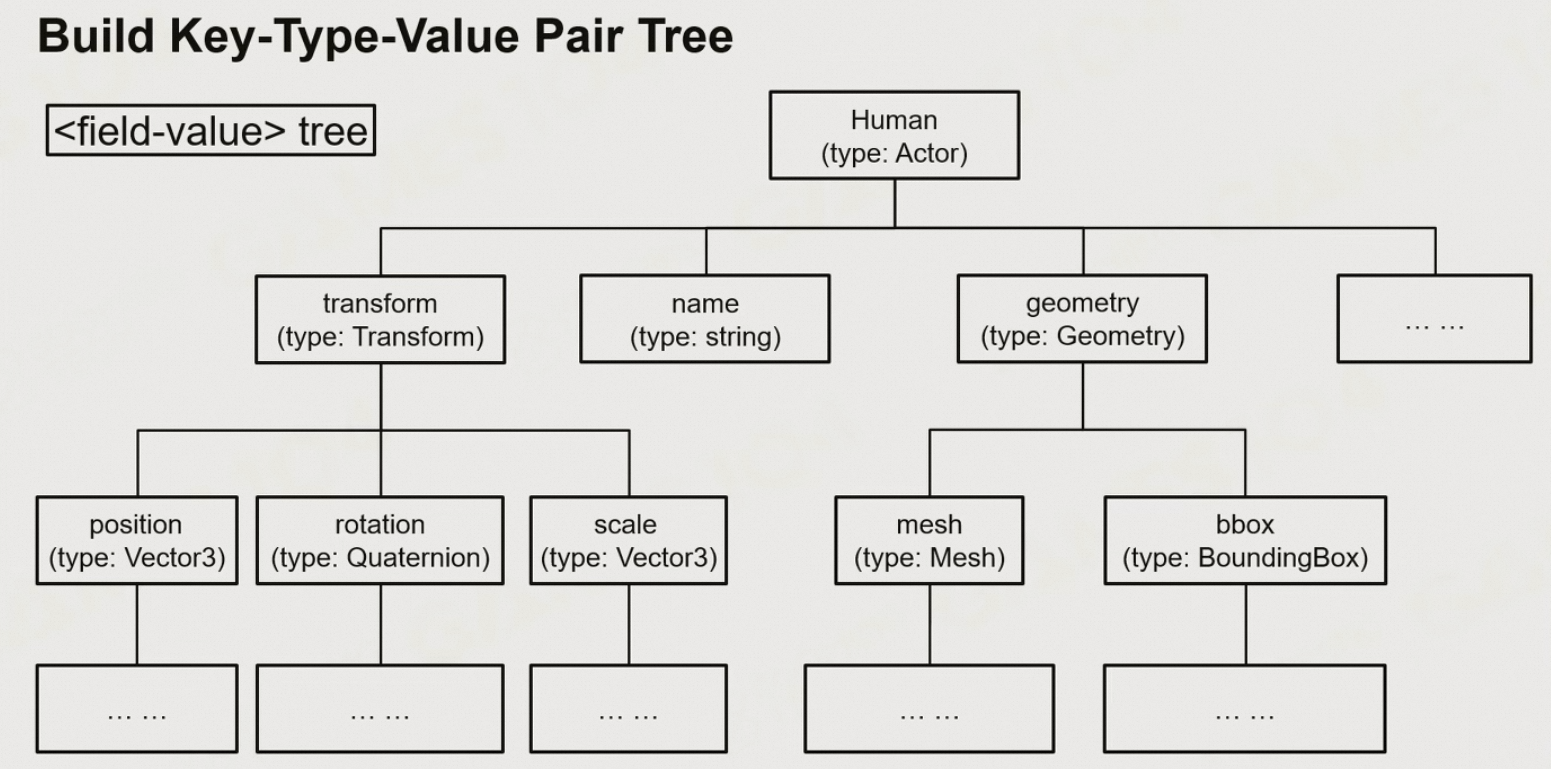 Build Key-Type-Value Pair Tree
<field-value> tree
Human
(type: Actor)
transform
(type: Transform)
name
(type: string)
geometry
(type: Geometry)
... ...
position
(type: Vector3)
rotation
(type: Quaternion)
scale
(type: Vector3)
mesh
(type: Mesh)
bbox
(type: BoundingBox)
... ...
... ...
... ...
... ...
... ...